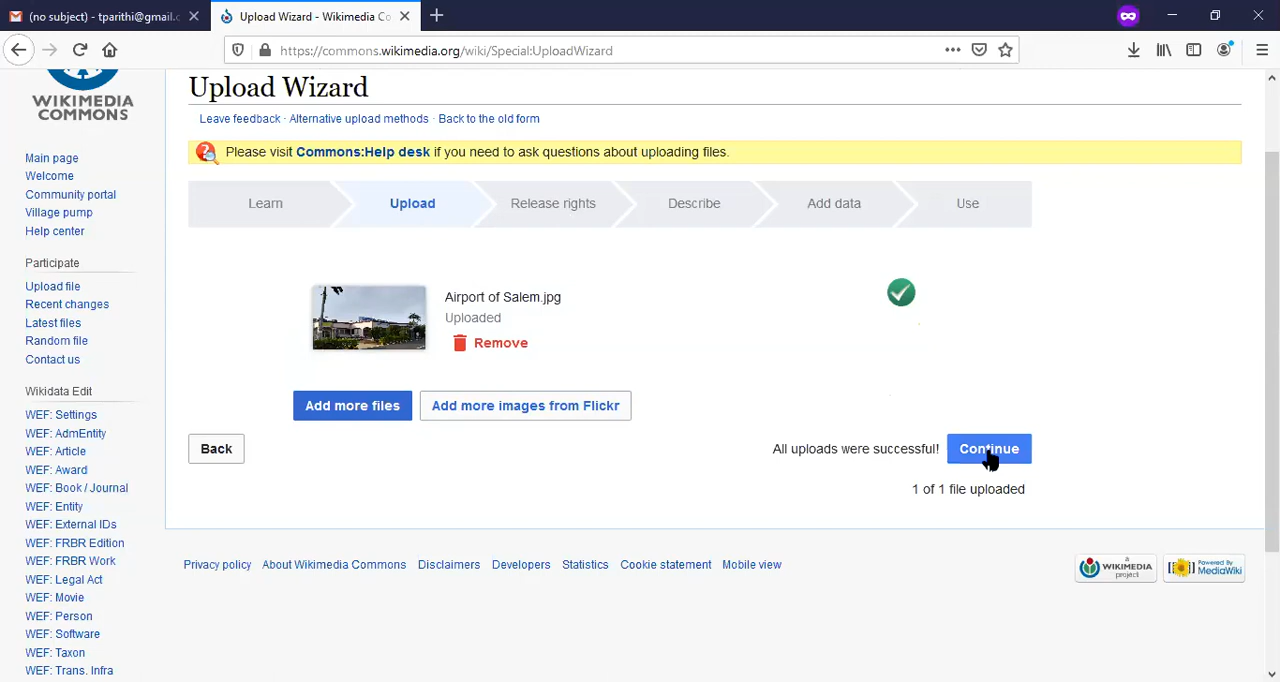 (no subject) - tparithi@gmail.c
Upload Wizard - Wikimedia Co
https://commons.wikimedia.org/wiki/Special:UploadWizard
WIKIMEDIA
COMMONS
Main page
Welcome
Community portal
Village pump
Help center
Participate
Upload file
Recent changes
Latest files
Random file
Contact us
Wikidata Edit
WEF: Settings
WEF: AdmEntity
WEF: Article
WEF: Award
WEF: Book / Journal
WEF: Entity
WEF: External IDs
WEF: FRBR Edition
WEF: FRBR Work
WEF: Legal Act
WEF: Movie
WEF: Person
WEF: Software
WEF: Taxon
WEF: Trans. Infra
Upload Wizard
Leave feedback · Alternative upload methods · Back to the old form
Please visit Commons:Help desk if you need to ask questions about uploading files.
Learn Upload Release rights Describe Add data Use
Airport of Salem.jpg
Uploaded
Remove
Add more files Add more images from Flickr
Back All uploads were successful! Continue
1 of 1 file uploaded
Privacy policy About Wikimedia Commons Disclaimers Developers Statistics Cookie statement Mobile view
a
WIKIMEDIA
project
Powered By
MediaWiki